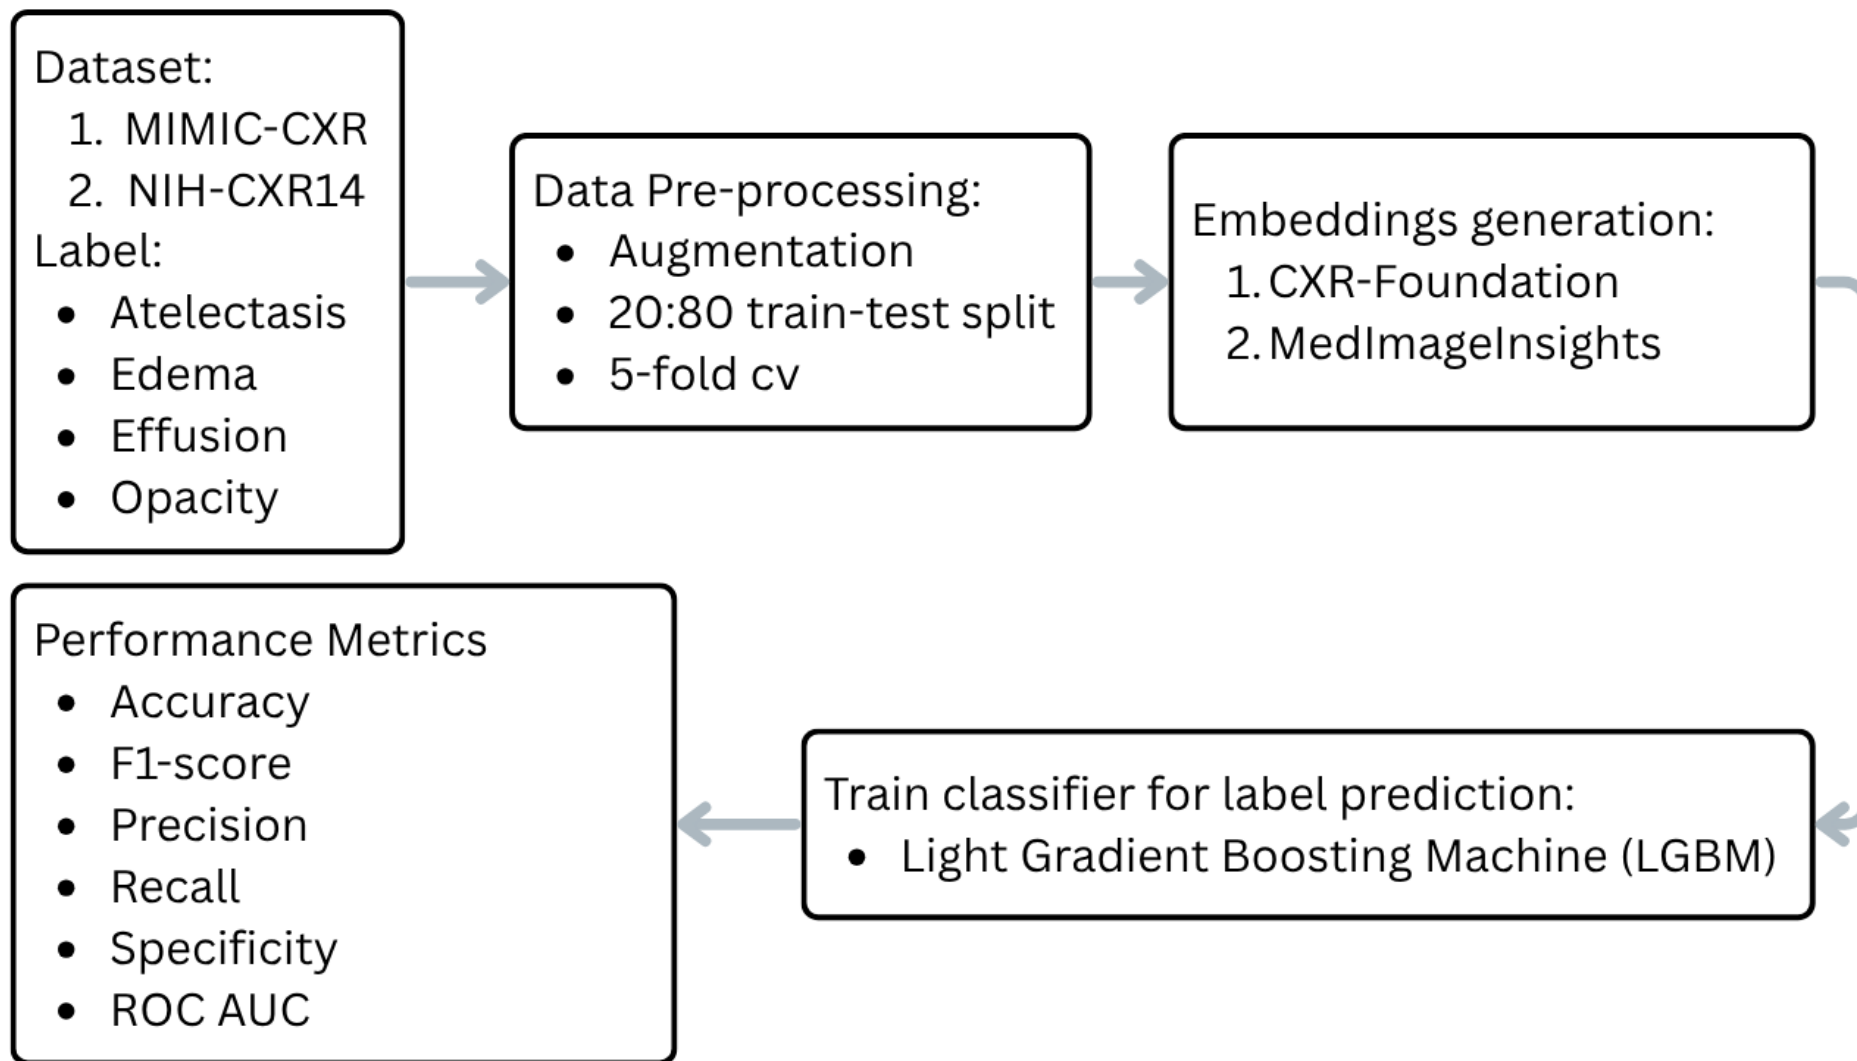 Dataset:
1. MIMIC-CXR
2. NIH-CXR14
Label:
• Atelectasis
• Edema
• Effusion
• Opacity
Data Pre-processing:
• Augmentation
• 20:80 train-test split
• 5-fold cv
Embeddings generation:
1. CXR-Foundation
2. MedImageInsights
Train classifier for label prediction:
• Light Gradient Boosting Machine (LGBM)
Performance Metrics
• Accuracy
• F1-score
• Precision
• Recall
• Specificity
• ROC AUC